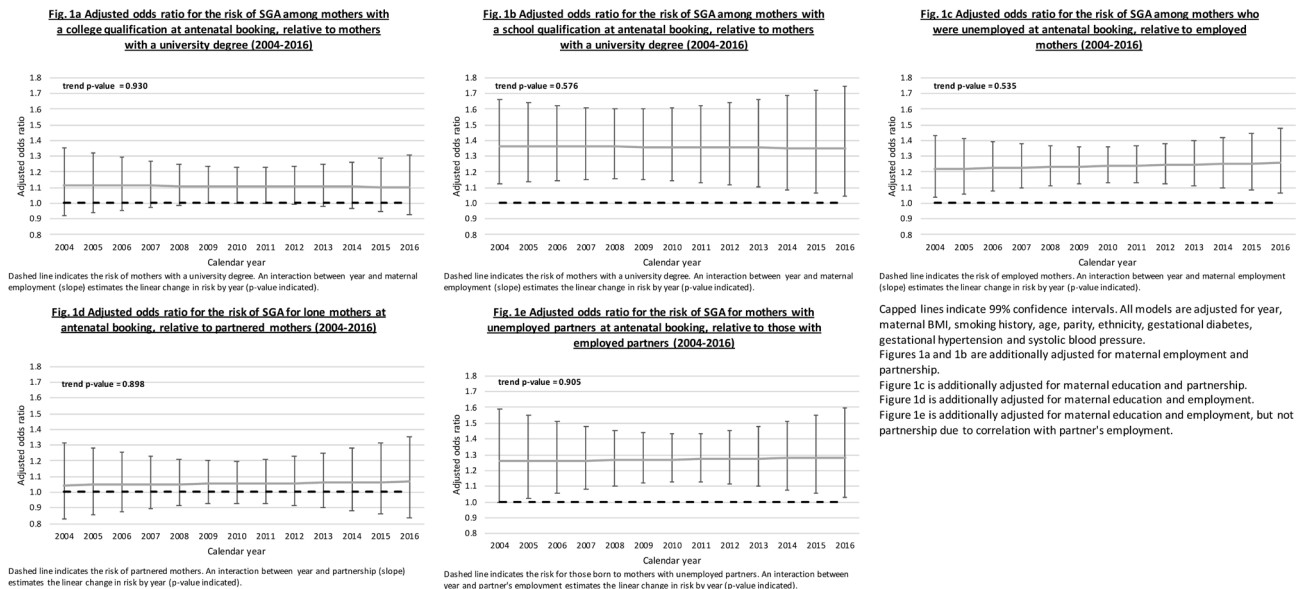 Fig. 1a Adjusted odds ratio for the risk of SGA among mothers with
a college qualification at antenatal booking, relative to mothers
with a university degree (2004-2016)
trend p-value = 0.930
Adjusted odds ratio
1.8
1.7
1.6
1.5
1.4
1.3
1.2
1.1
1.0
0.9
0.8
2004 2005 2006 2007 2008 2009 2010 2011 2012 2013 2014 2015 2016
Calendar year
Dashed line indicates the risk of mothers with a university degree. An interaction between year and maternal
employment (slope) estimates the linear change in risk by year (p-value indicated).
Fig. 1b Adjusted odds ratio for the risk of SGA among mothers with
a school qualification at antenatal booking, relative to mothers
with a university degree (2004-2016)
trend p-value = 0.576
Adjusted odds ratio
1.8
1.7
1.6
1.5
1.4
1.3
1.2
1.1
1.0
0.9
0.8
2004 2005 2006 2007 2008 2009 2010 2011 2012 2013 2014 2015 2016
Calendar year
Dashed line indicates the risk of mothers with a university degree. An interaction between year and maternal
employment (slope) estimates the linear change in risk by year (p-value indicated).
Fig. 1c Adjusted odds ratio for the risk of SGA among mothers who
were unemployed at antenatal booking, relative to employed
mothers (2004-2016)
trend p-value = 0.535
Adjusted odds ratio
1.8
1.7
1.6
1.5
1.4
1.3
1.2
1.1
1.0
0.9
0.8
2004 2005 2006 2007 2008 2009 2010 2011 2012 2013 2014 2015 2016
Calendar year
Dashed line indicates the risk of employed mothers. An interaction between year and maternal employment
(slope) estimates the linear change in risk by year (p-value indicated).
Fig. 1d Adjusted odds ratio for the risk of SGA for lone mothers at
antenatal booking, relative to partnered mothers (2004-2016)
trend p-value = 0.898
Adjusted odds ratio
1.8
1.7
1.6
1.5
1.4
1.3
1.2
1.1
1.0
0.9
0.8
2004 2005 2006 2007 2008 2009 2010 2011 2012 2013 2014 2015 2016
Calendar year
Dashed line indicates the risk of partnered mothers. An interaction between year and partnership (slope)
estimates the linear change in risk by year (p-value indicated).
Fig. 1e Adjusted odds ratio for the risk of SGA for mothers with
unemployed partners at antenatal booking, relative to those with
employed partners (2004-2016)
trend p-value = 0.905
Adjusted odds ratio
1.8
1.7
1.6
1.5
1.4
1.3
1.2
1.1
1.0
0.9
0.8
2004 2005 2006 2007 2008 2009 2010 2011 2012 2013 2014 2015 2016
Calendar year
Dashed line indicates the risk for those born to mothers with unemployed partners. An interaction between
year and partner's employment estimates the linear change in risk by year (p-value indicated).
Capped lines indicate 99% confidence intervals. All models are adjusted for year,
maternal BMI, smoking history, age, parity, ethnicity, gestational diabetes,
gestational hypertension and systolic blood pressure.
Figures 1a and 1b are additionally adjusted for maternal employment and
partnership.
Figure 1c is additionally adjusted for maternal education and partnership.
Figure 1d is additionally adjusted for maternal education and employment.
Figure 1e is additionally adjusted for maternal education and employment, but not
partnership due to correlation with partner's employment.